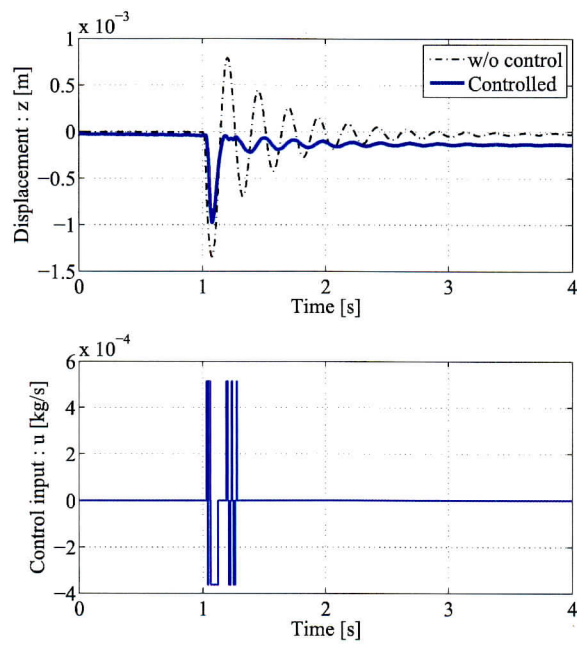 x 10⁻³
1
0.5
0
−0.5
−1
−1.5
Displacement : z [m]
w/o control
Controlled
0 1 2 3 4
Time [s]
x 10⁻⁴
6
4
2
0
−2
−4
Control input : u [kg/s]
0 1 2 3 4
Time [s]